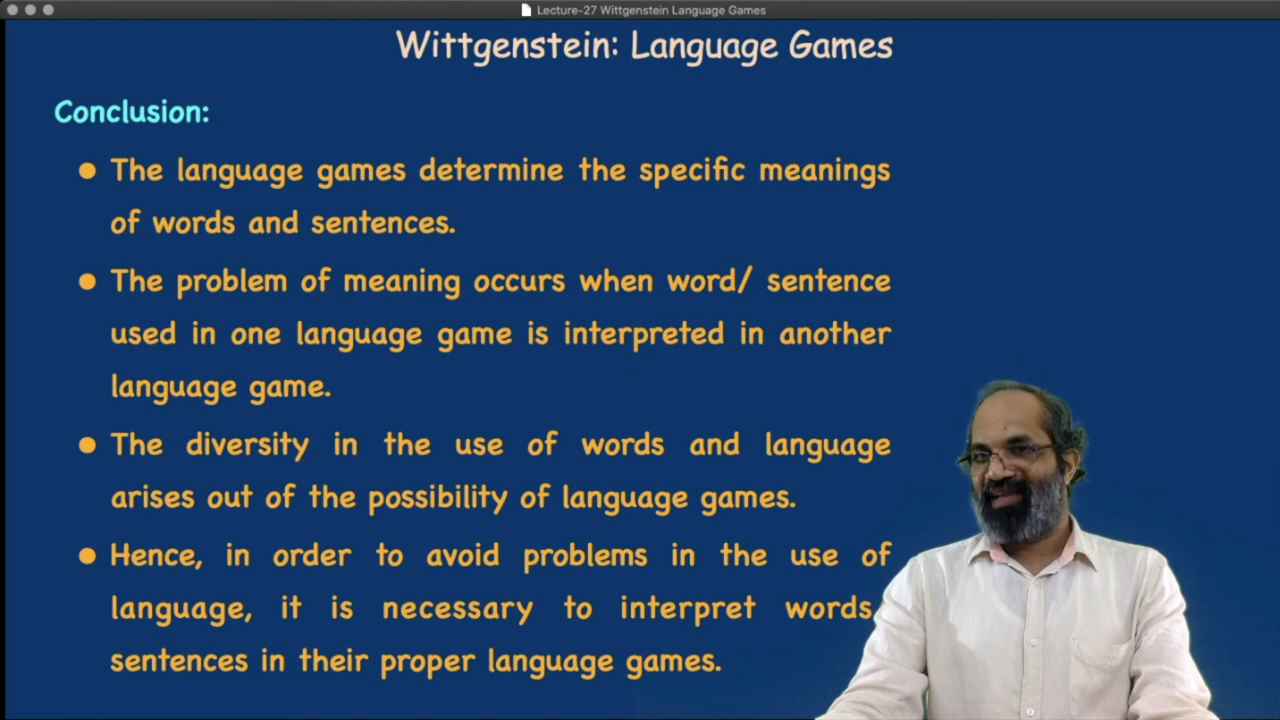 Lecture-27 Wittgenstein Language Games
Wittgenstein: Language Games
Conclusion:
● The language games determine the specific meanings
of words and sentences.
● The problem of meaning occurs when word/ sentence
used in one language game is interpreted in another
language game.
● The diversity in the use of words and language
arises out of the possibility of language games.
● Hence, in order to avoid problems in the use of
language, it is necessary to interpret words,
sentences in their proper language games.